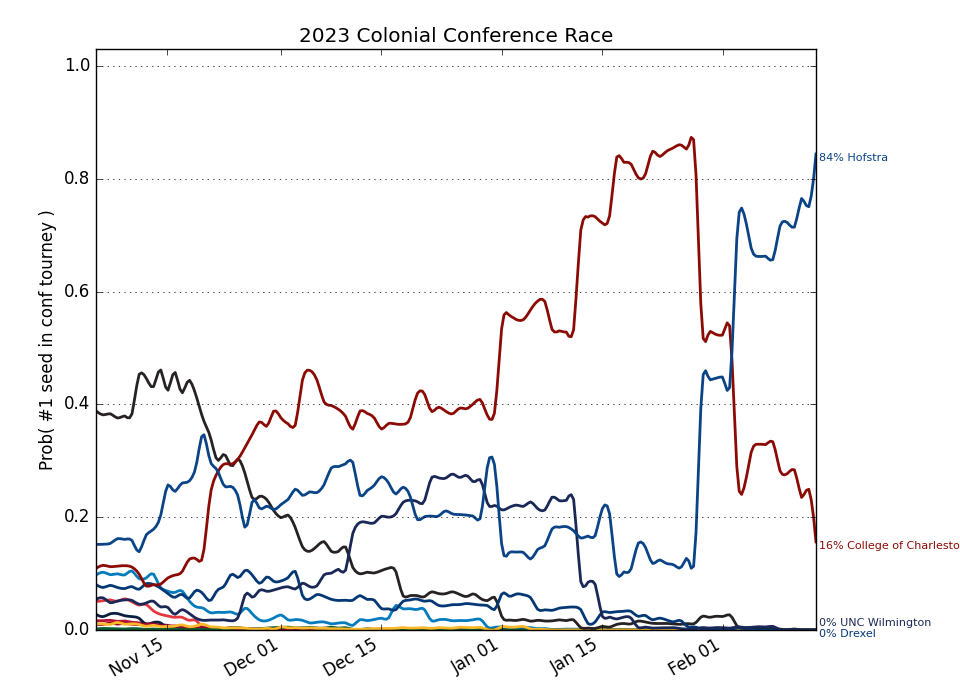 2023 Colonial Conference Race
Prob( #1 seed in conf tourney )
1.0
0.8
0.6
0.4
0.2
0.0
Nov 15
Dec 01
Dec 15
Jan 01
Jan 15
Feb 01
84% Hofstra
16% College of Charlesto
0% UNC Wilmington
0% Drexel